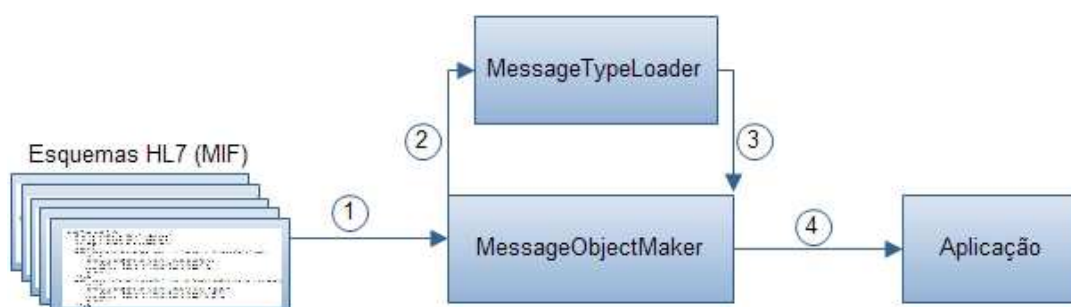 MessageTypeLoader
2
3
Esquemas HL7 (MIF)
1
MessageObjectMaker
4
Aplicação